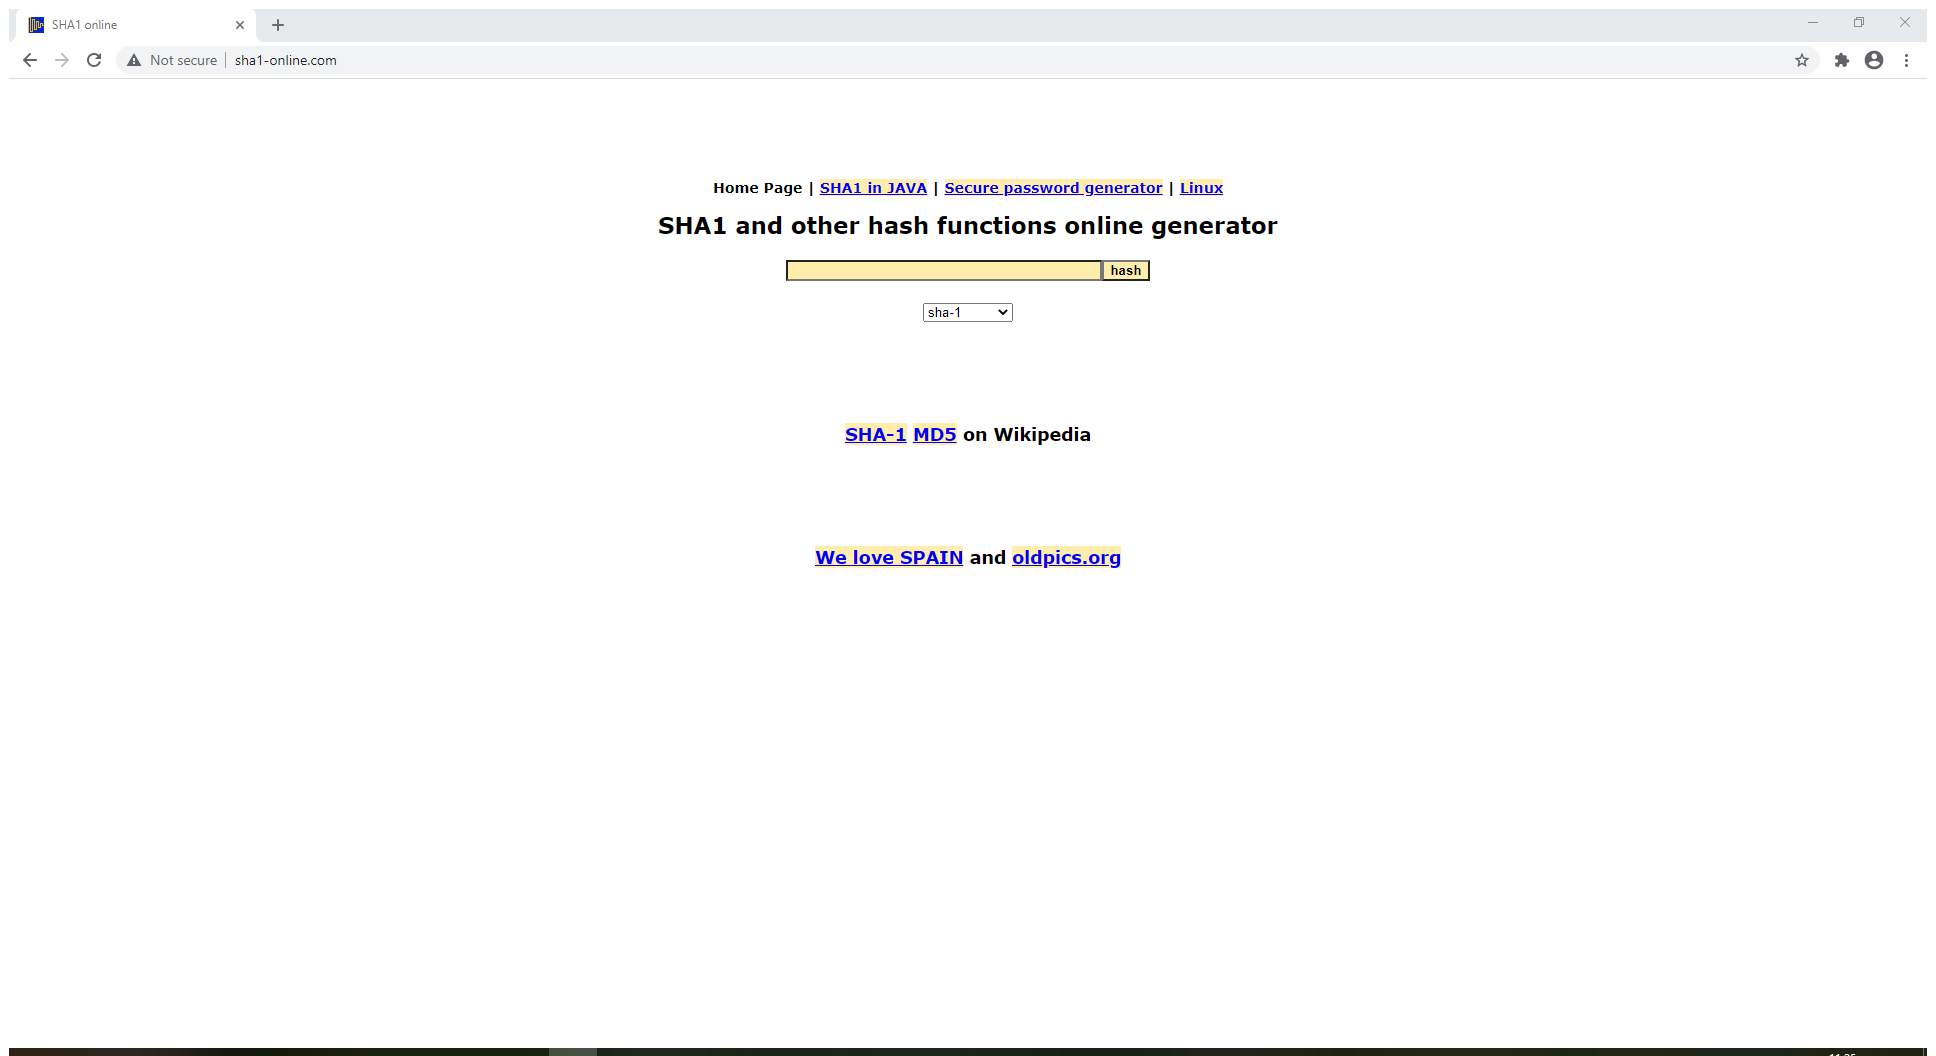 SHA1 online
Not secure sha1-online.com
Home Page | SHA1 in JAVA | Secure password generator | Linux
SHA1 and other hash functions online generator
hash
sha-1
SHA-1 MD5 on Wikipedia
We love SPAIN and oldpics.org